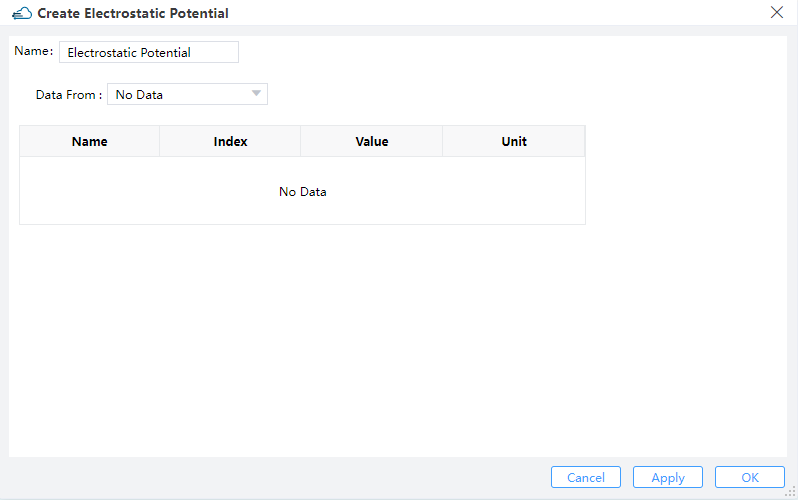 Create Electrostatic Potential
Name: Electrostatic Potential
Data From : No Data
Name Index Value Unit
No Data
Cancel Apply OK